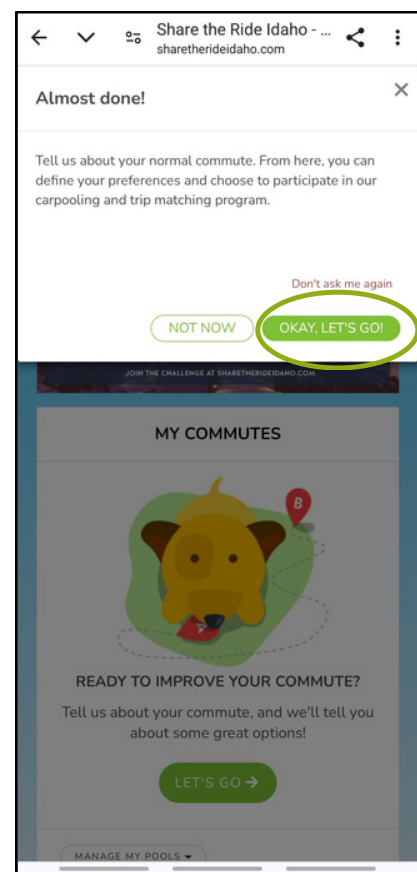 Share the Ride Idaho - ...
sharetherideidaho.com
Almost done!
Tell us about your normal commute. From here, you can
define your preferences and choose to participate in our
carpooling and trip matching program.
Don't ask me again
NOT NOW
OKAY, LET'S GO!
JOIN THE CHALLENGE AT SHARETHERIDEIDAHO.COM
MY COMMUTES
B
A
READY TO IMPROVE YOUR COMMUTE?
Tell us about your commute, and we'll tell you
about some great options!
LET'S GO →
MANAGE MY POOLS